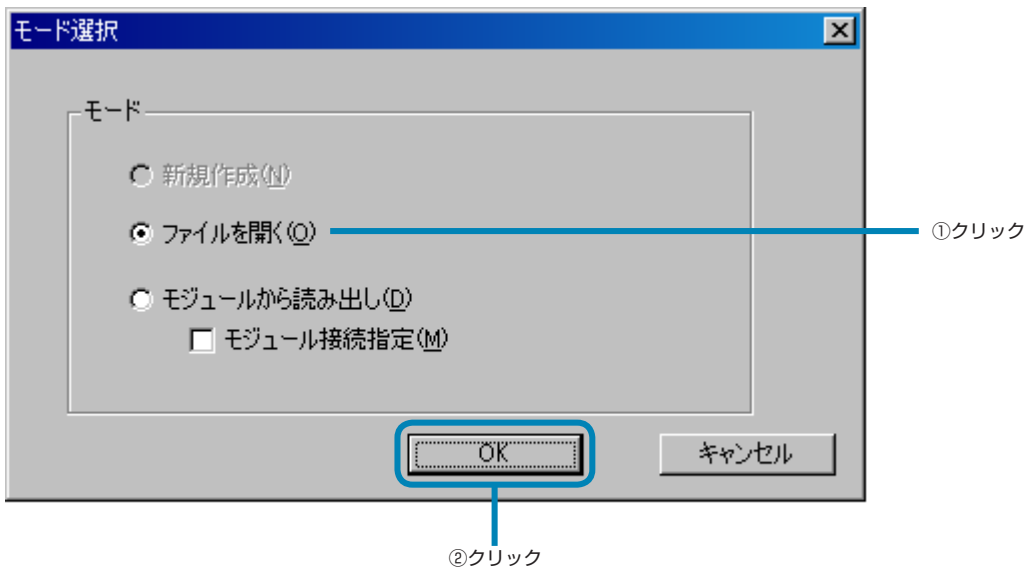 モード選択
モード
新規作成(N)
ファイルを開く(O)
①クリック
モジュールから読み出し(D)
モジュール接続指定(M)
OK
キャンセル
②クリック